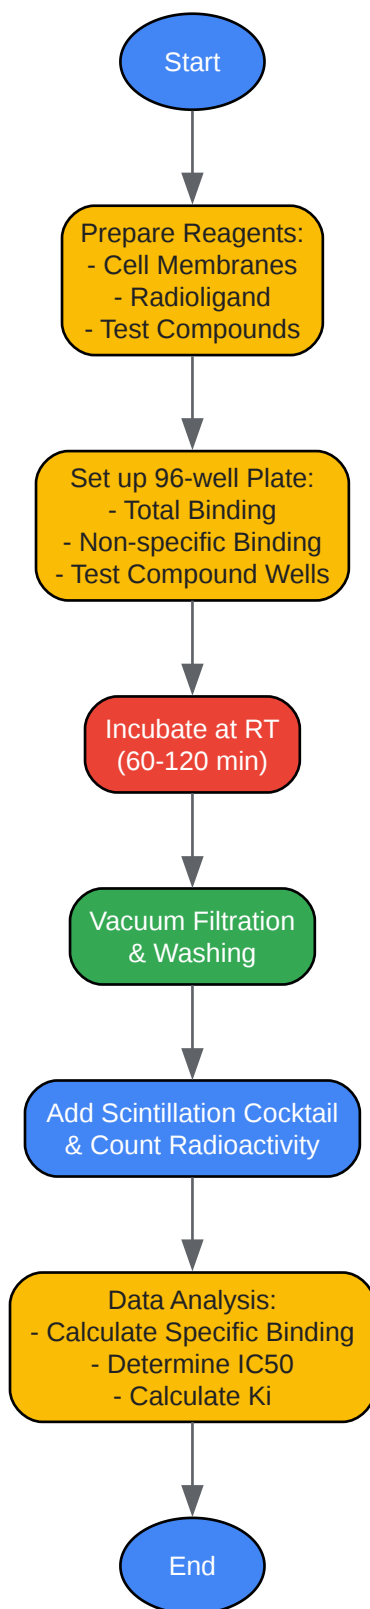 Start
Prepare Reagents:
- Cell Membranes
- Radioligand
- Test Compounds
Set up 96-well Plate:
- Total Binding
- Non-specific Binding
- Test Compound Wells
Incubate at RT
(60-120 min)
Vacuum Filtration
& Washing
Add Scintillation Cocktail
& Count Radioactivity
Data Analysis:
- Calculate Specific Binding
- Determine IC50
- Calculate Ki
End